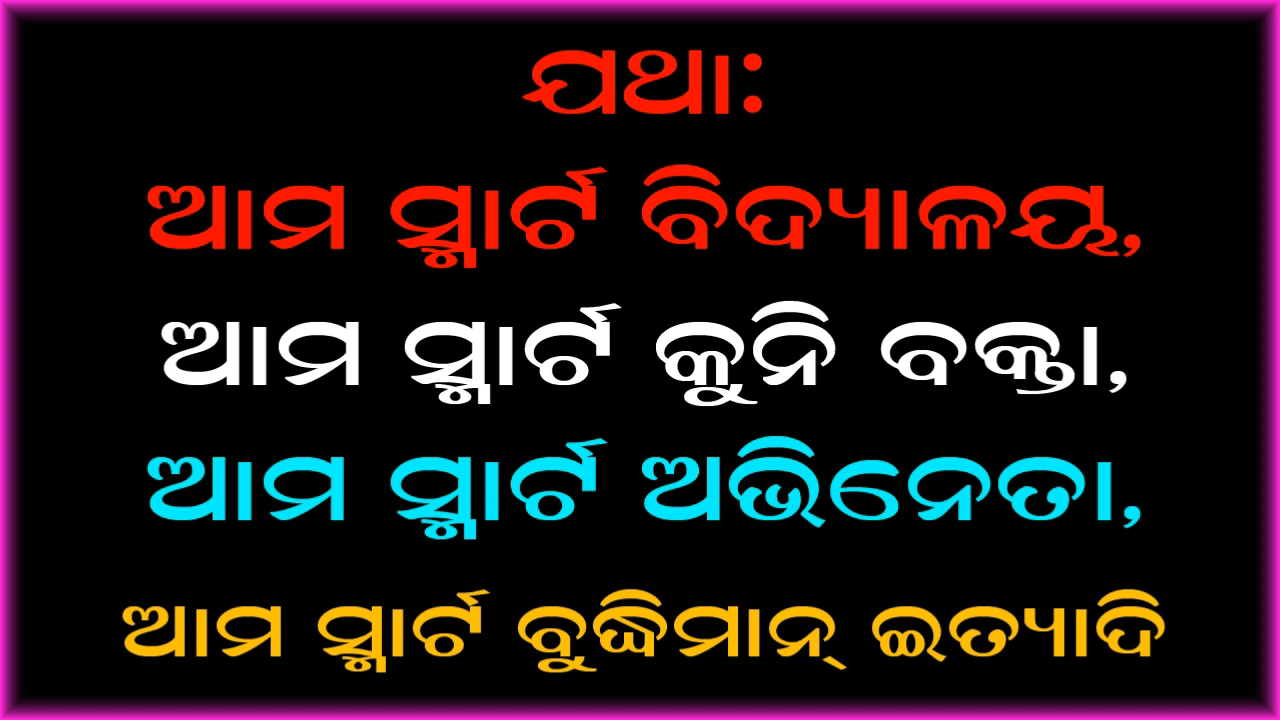 ଯଥା:
ଆମ ସ୍ମାର୍ଟ ବିଦ୍ୟାଳୟ,
ଆମ ସ୍ମାର୍ଟ କୁନି ବକ୍ତା,
ଆମ ସ୍ମାର୍ଟ ଅଭିନେତା,
ଆମ ସ୍ମାର୍ଟ ବୁଦ୍ଧିମାନ୍ ଇତ୍ୟାଦି